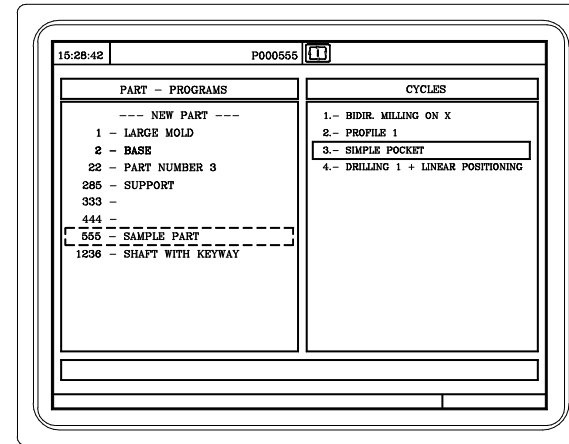 15:28:42 P000555
PART – PROGRAMS
--- NEW PART ---
1 – LARGE MOLD
2 – BASE
22 – PART NUMBER 3
285 – SUPPORT
333 –
444 –
555 – SAMPLE PART
1236 – SHAFT WITH KEYWAY
CYCLES
1.– BIDIR. MILLING ON X
2.– PROFILE 1
3.– SIMPLE POCKET
4.– DRILLING 1 + LINEAR POSITIONING